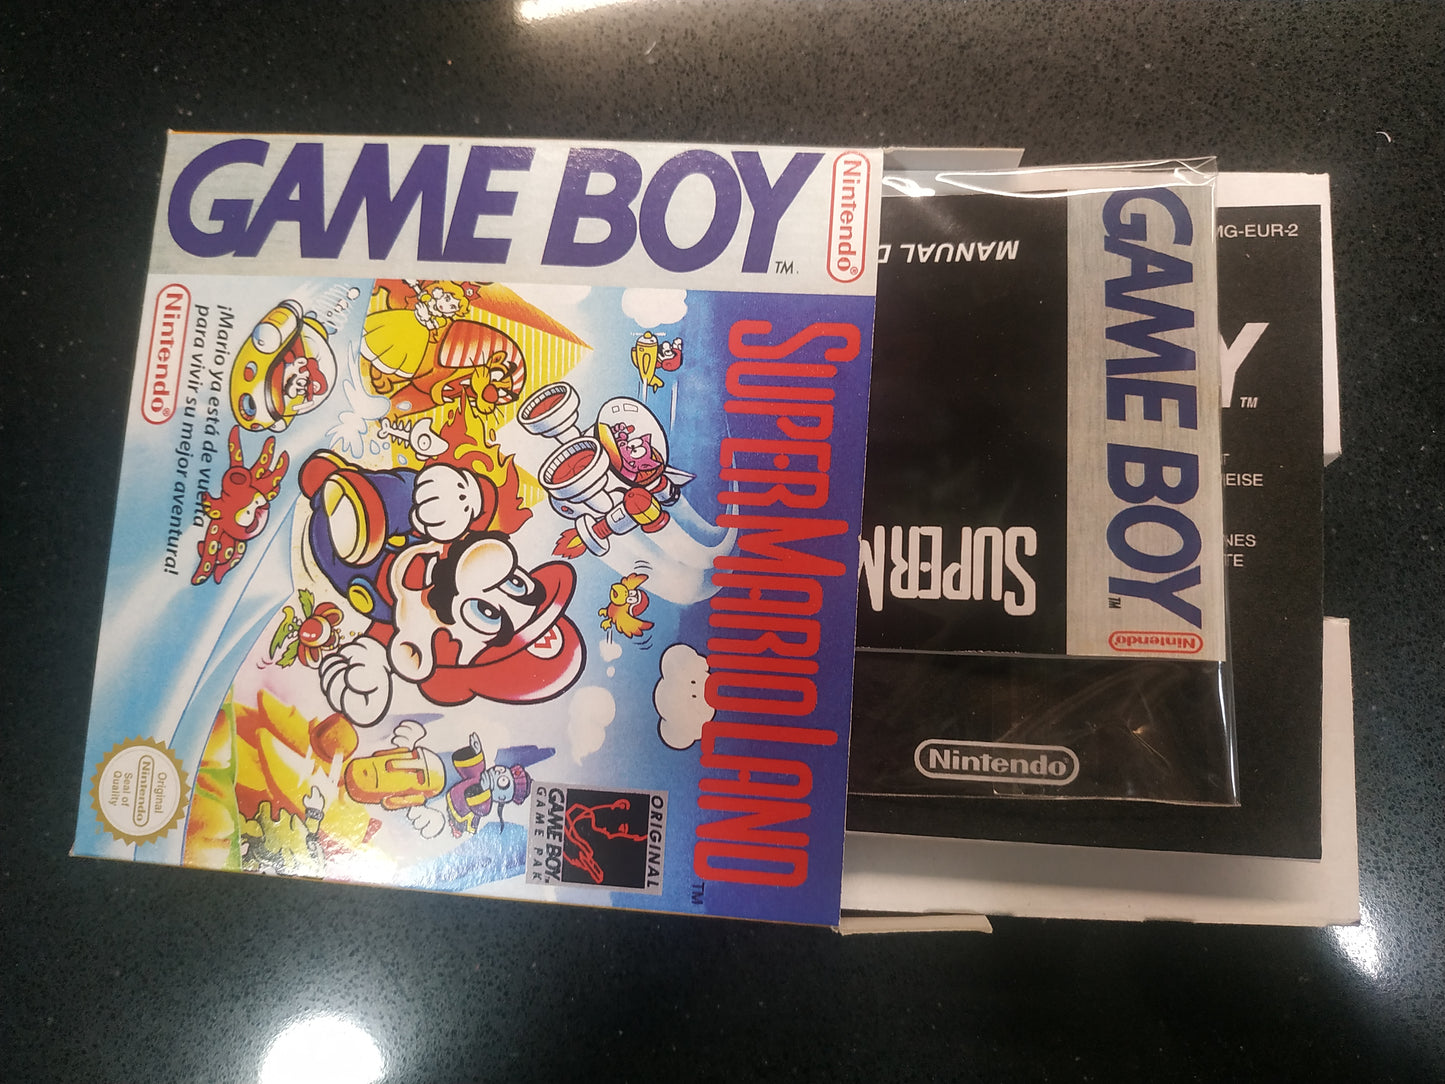 GAME BOY
TM.
Nintendo®
SUPER MARIO LAND
TM
Nintendo®
¡Mario ya está de vuelta
para vivir su mejor aventura!
Original
Nintendo
Seal of
Quality
ORIGINAL
GAME BOY
GAME PAK
MANUAL D
SUPER M
GAME BOY
TM
Nintendo®
MG-EUR-2
Y
TM
EISE
NES
TE
Nintendo®